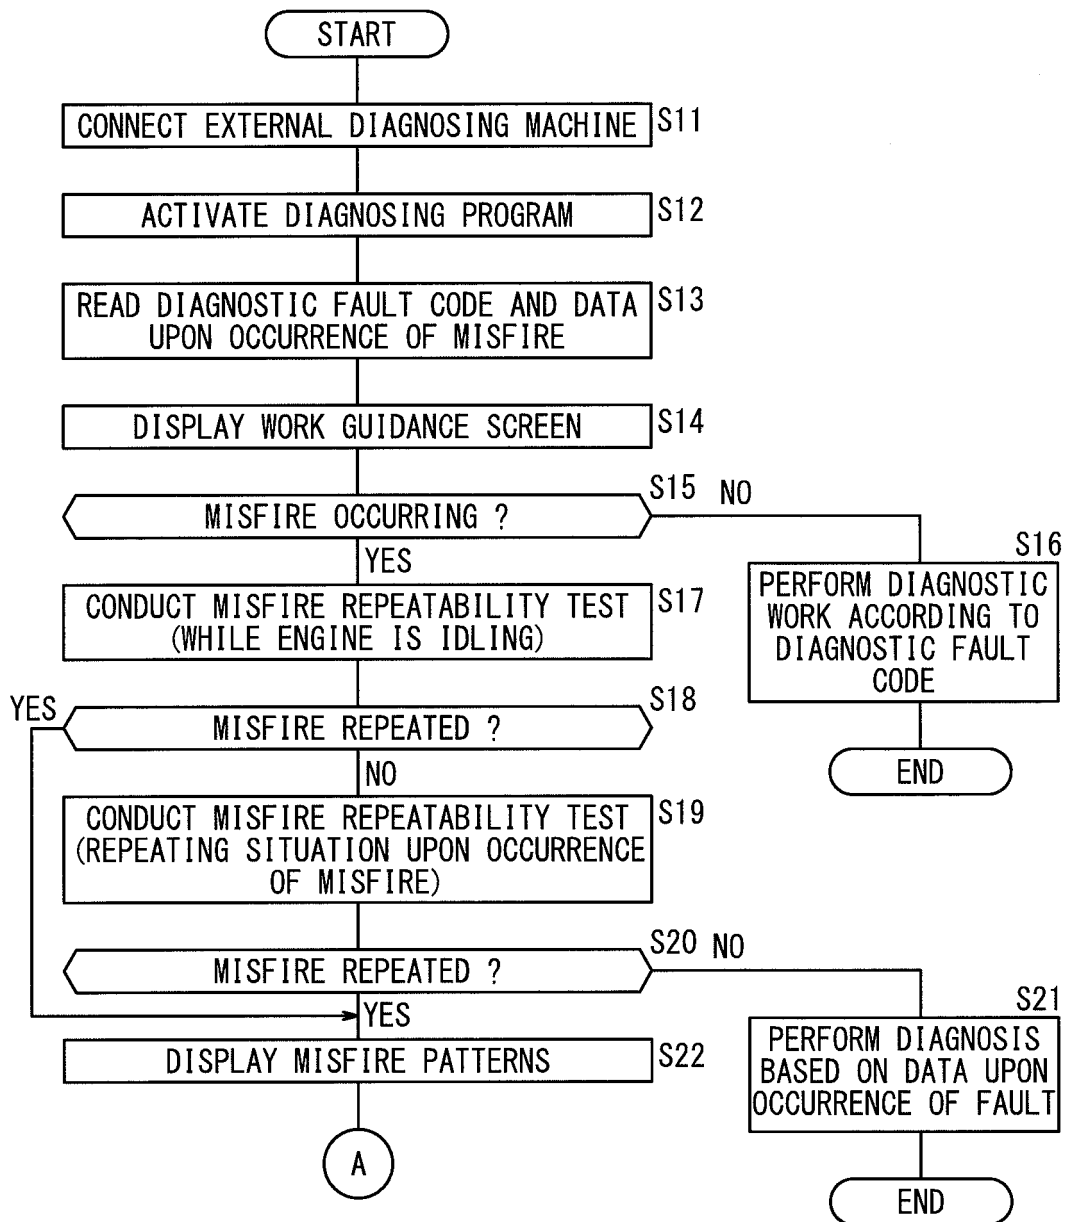 START
CONNECT EXTERNAL DIAGNOSING MACHINE
S11
ACTIVATE DIAGNOSING PROGRAM
S12
READ DIAGNOSTIC FAULT CODE AND DATA
UPON OCCURRENCE OF MISFIRE
S13
DISPLAY WORK GUIDANCE SCREEN
S14
MISFIRE OCCURRING ?
S15
NO
YES
S16
PERFORM DIAGNOSTIC
WORK ACCORDING TO
DIAGNOSTIC FAULT
CODE
END
CONDUCT MISFIRE REPEATABILITY TEST
(WHILE ENGINE IS IDLING)
S17
YES
MISFIRE REPEATED ?
S18
NO
CONDUCT MISFIRE REPEATABILITY TEST
(REPEATING SITUATION UPON OCCURRENCE
OF MISFIRE)
S19
MISFIRE REPEATED ?
S20
NO
YES
S21
PERFORM DIAGNOSIS
BASED ON DATA UPON
OCCURRENCE OF FAULT
END
DISPLAY MISFIRE PATTERNS
S22
A